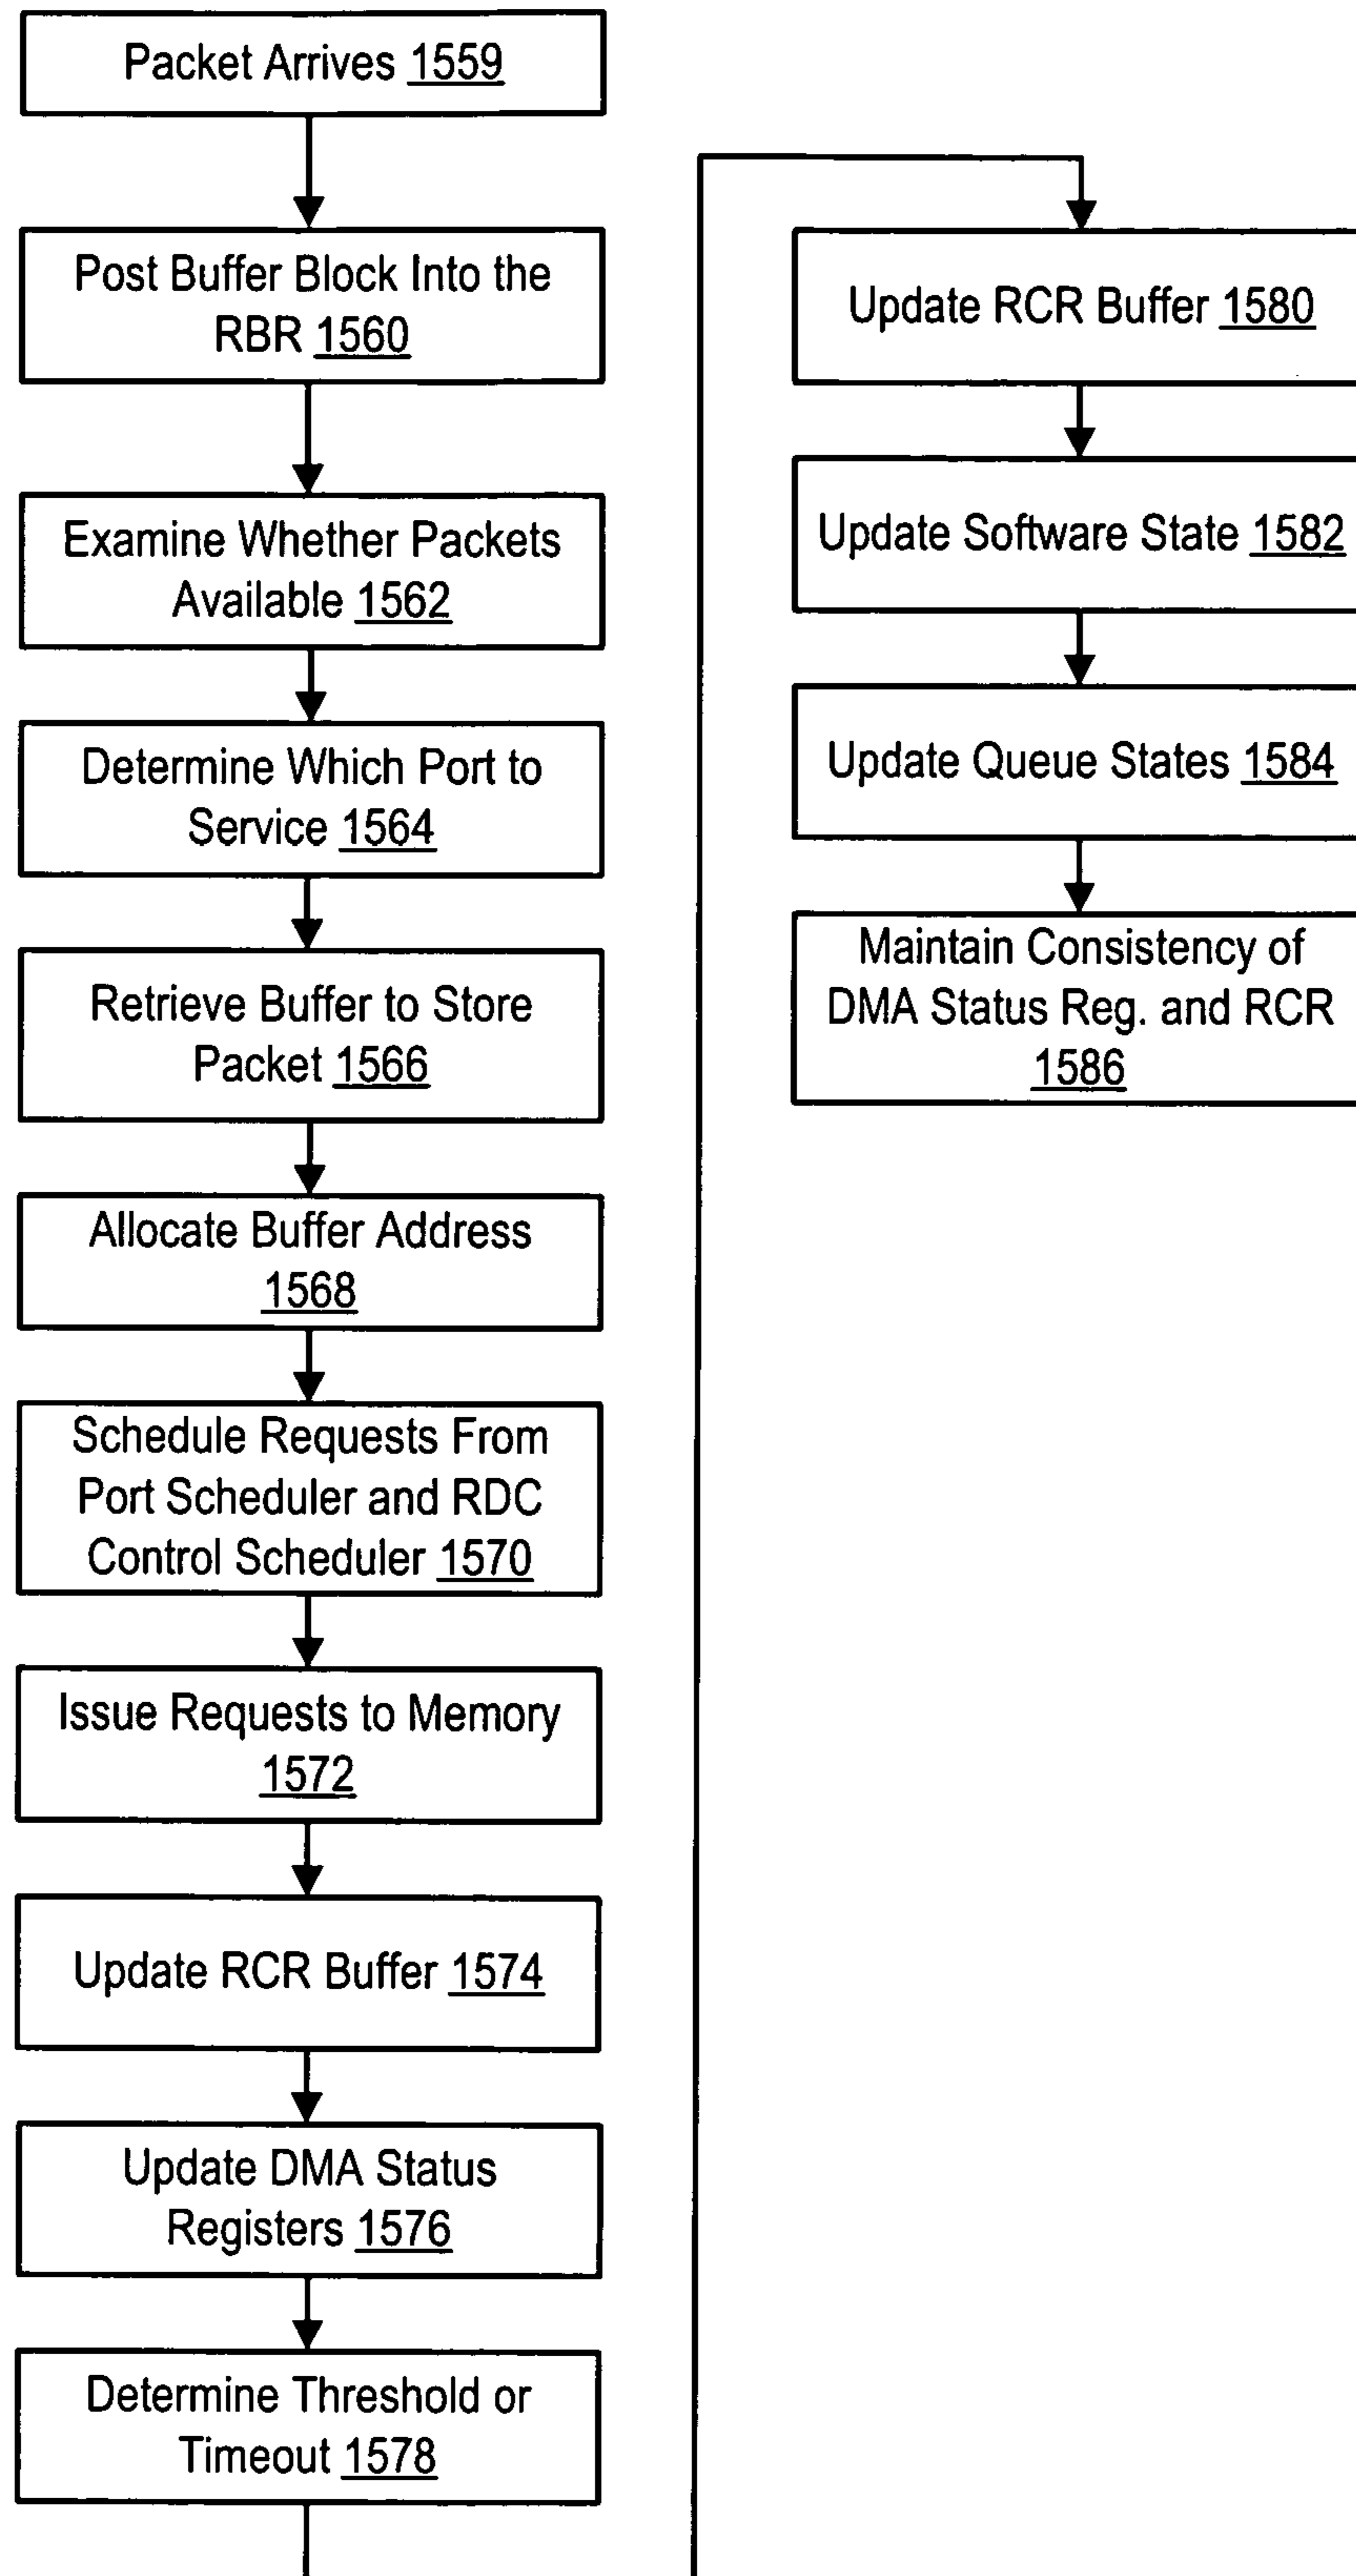 Packet Arrives 1559
Post Buffer Block Into the
RBR 1560
Examine Whether Packets
Available 1562
Determine Which Port to
Service 1564
Retrieve Buffer to Store
Packet 1566
Allocate Buffer Address
1568
Schedule Requests From
Port Scheduler and RDC
Control Scheduler 1570
Issue Requests to Memory
1572
Update RCR Buffer 1574
Update DMA Status
Registers 1576
Determine Threshold or
Timeout 1578
Update RCR Buffer 1580
Update Software State 1582
Update Queue States 1584
Maintain Consistency of
DMA Status Reg. and RCR
1586